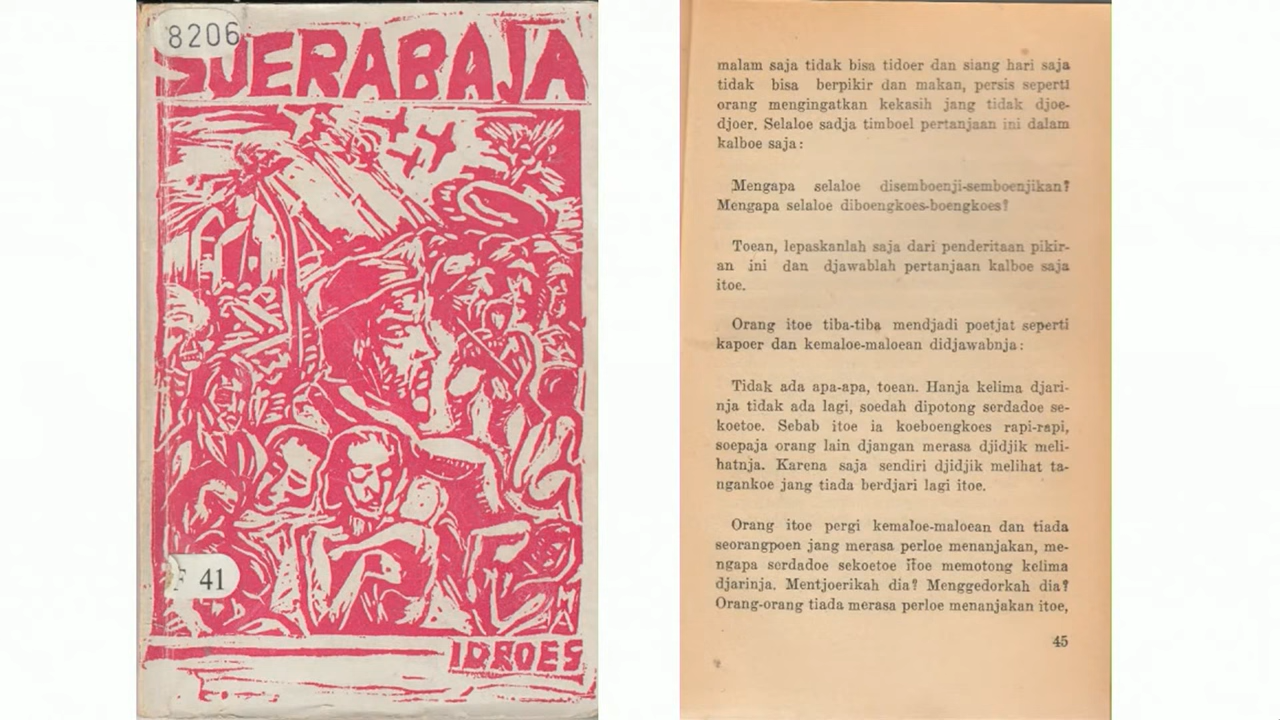 8206
SOERABAJA
F 41
IDROES
malam saja tidak bisa tidoer dan siang hari saja
tidak bisa berpikir dan makan, persis seperti
orang mengingatkan kekasih jang tidak djoe-
djoer. Selaloe sadja timboel pertanjaan ini dalam
kalboe saja:
Mengapa selaloe disemboenji-semboenjikan?
Mengapa selaloe diboengkoes-boengkoes?
Toean, lepaskanlah saja dari penderitaan pikir-
an ini dan djawablah pertanjaan kalboe saja
itoe.
Orang itoe tiba-tiba mendjadi poetjat seperti
kapoer dan kemaloe-maloean didjawabnja:
Tidak ada apa-apa, toean. Hanja kelima djari-
nja tidak ada lagi, soedah dipotong serdadoe se-
koetoe. Sebab itoe ia koeboengkoes rapi-rapi,
soepaja orang lain djangan merasa djidjik meli-
hatnja. Karena saja sendiri djidjik melihat ta-
ngankoe jang tiada berdjari lagi itoe.
Orang itoe pergi kemaloe-maloean dan tiada
seorangpoen jang merasa perloe menanjakan, me-
ngapa serdadoe sekoetoe itoe memotong kelima
djarinja. Mentjoerikah dia? Menggedorkah dia?
Orang-orang tiada merasa perloe menanjakan itoe,
45